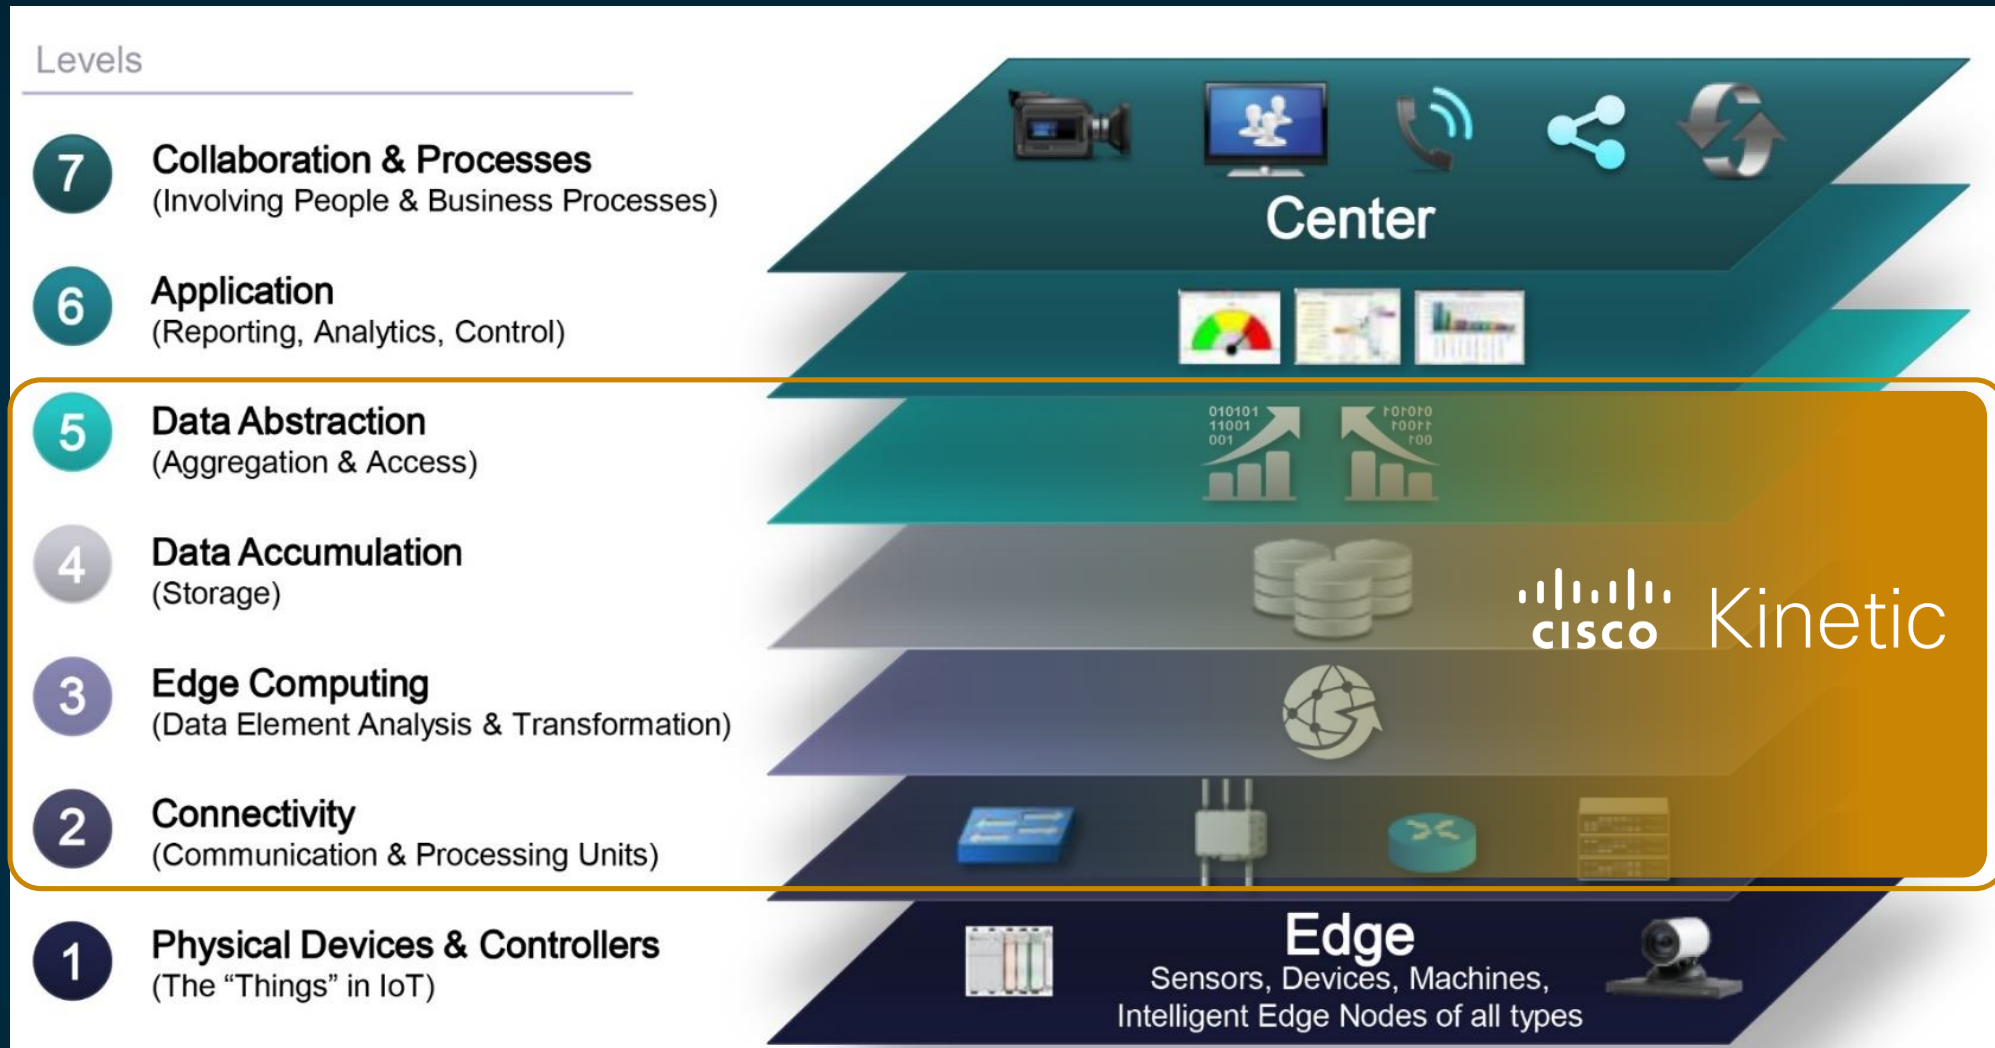 Levels
7
Collaboration & Processes
(Involving People & Business Processes)
Center
6
Application
(Reporting, Analytics, Control)
5
Data Abstraction
(Aggregation & Access)
010101
11001
001
010101
11001
001
4
Data Accumulation
(Storage)
cisco Kinetic
3
Edge Computing
(Data Element Analysis & Transformation)
2
Connectivity
(Communication & Processing Units)
1
Physical Devices & Controllers
(The “Things” in IoT)
Edge
Sensors, Devices, Machines,
Intelligent Edge Nodes of all types